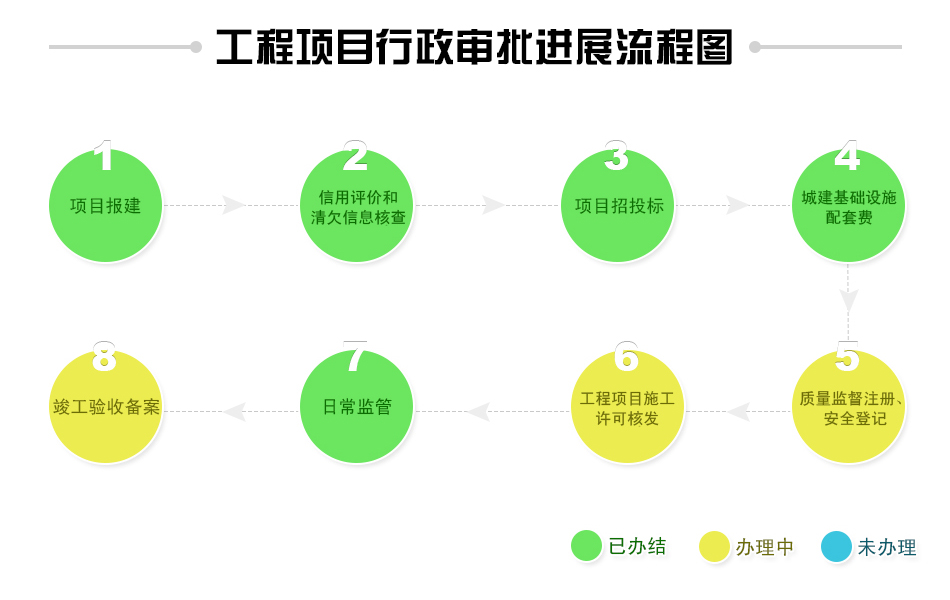 工程项目行政审批进展流程图
1
项目报建
2
信用评价和
清欠信息核查
3
项目招投标
4
城建基础设施
配套费
5
质量监督注册、
安全登记
6
工程项目施工
许可核发
7
日常监管
8
竣工验收备案
已办结
办理中
未办理